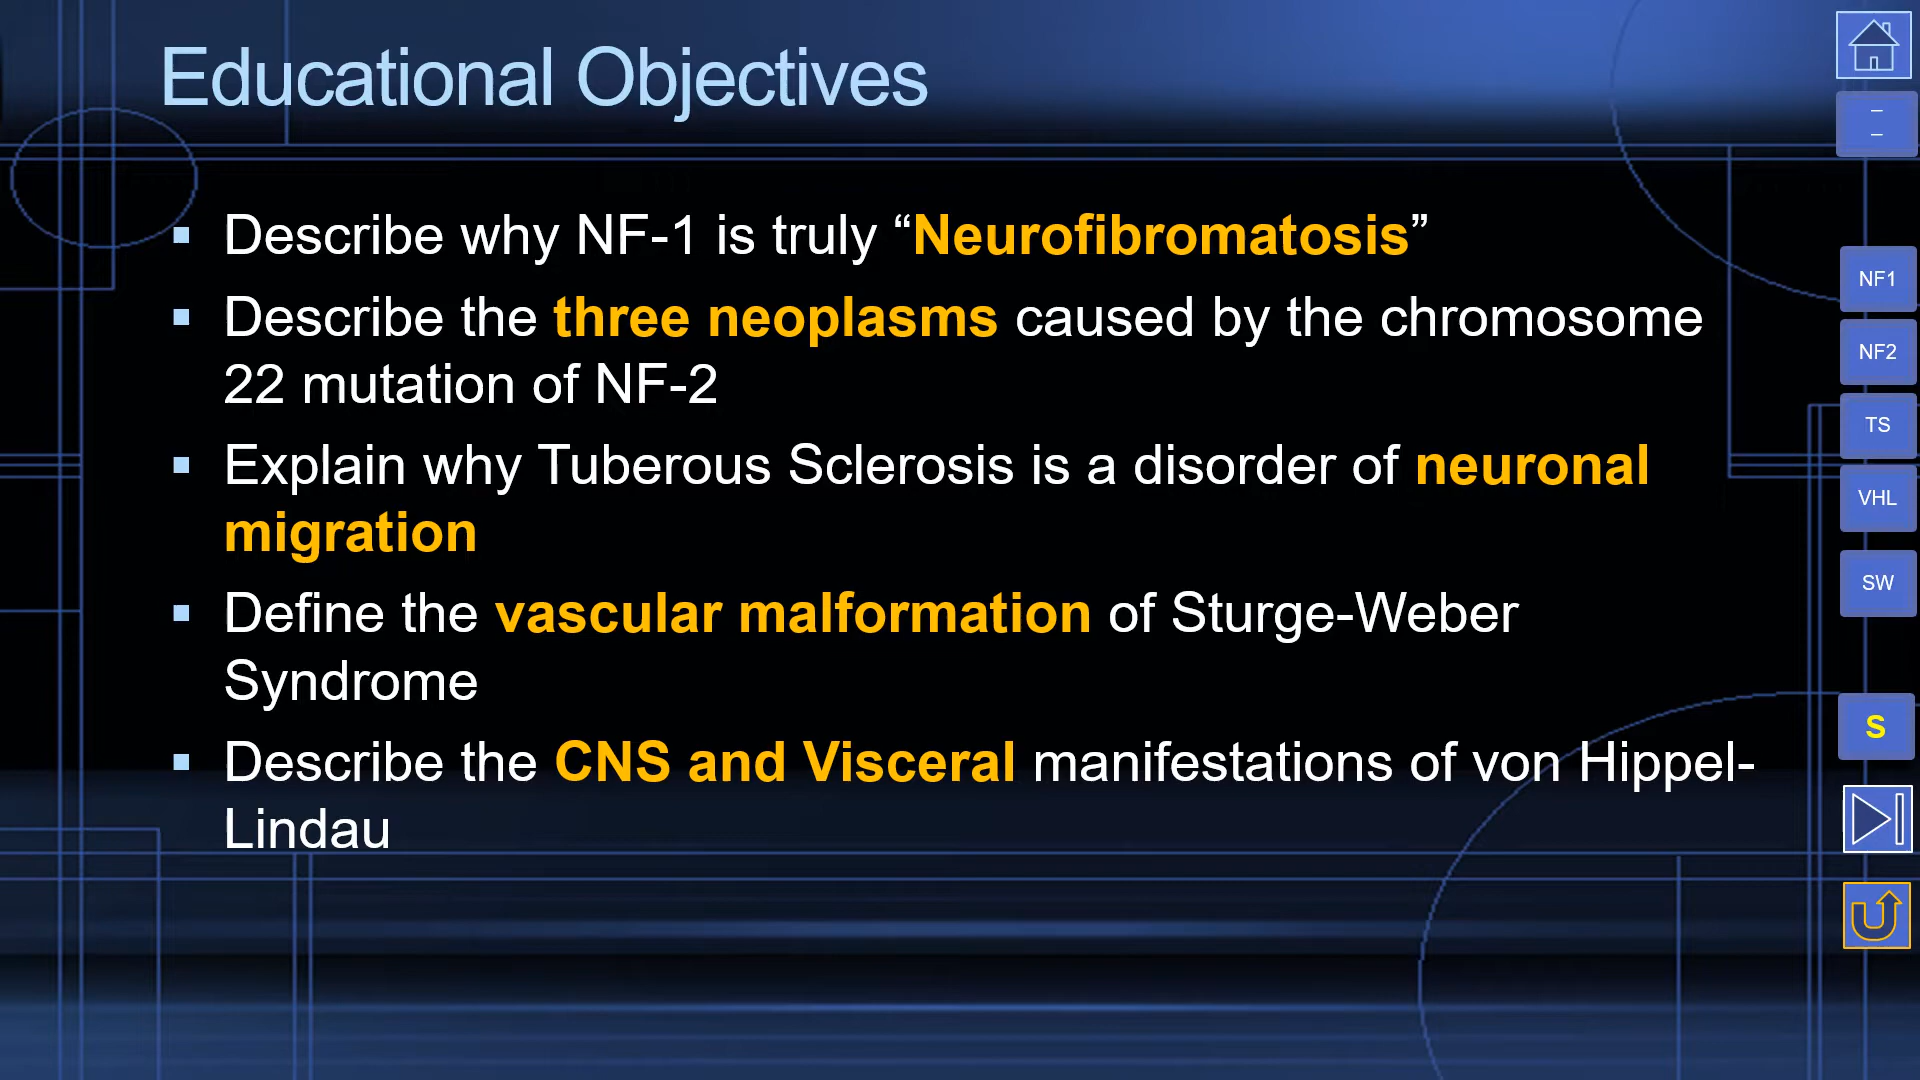 Educational Objectives
Describe why NF-1 is truly “Neurofibromatosis”
Describe the three neoplasms caused by the chromosome
22 mutation of NF-2
Explain why Tuberous Sclerosis is a disorder of neuronal
migration
Define the vascular malformation of Sturge-Weber
Syndrome
Describe the CNS and Visceral manifestations of von Hippel-
Lindau
NF1
NF2
TS
VHL
SW
S